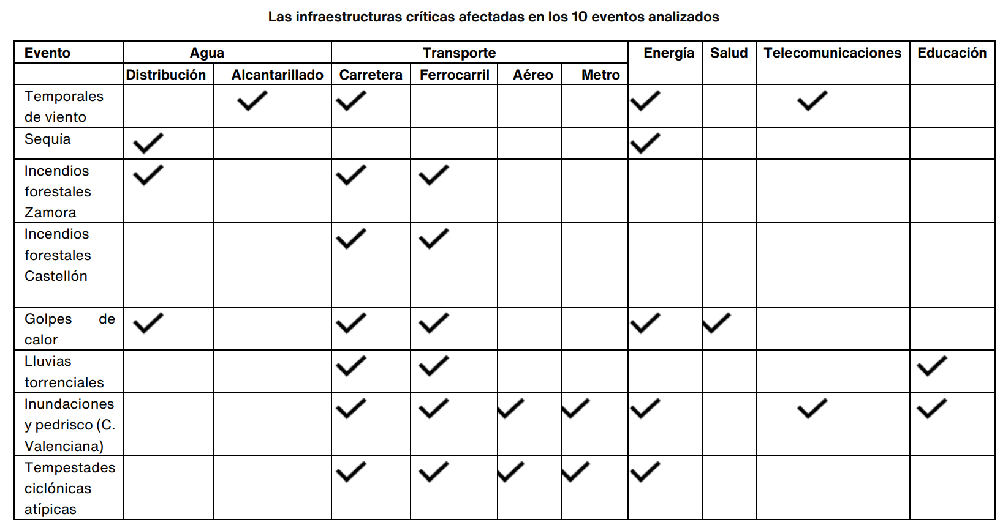 Las infraestructuras críticas afectadas en los 10 eventos analizados
Evento Agua Transporte Energía Salud Telecomunicaciones Educación
Distribución Alcantarillado Carretera Ferrocarril Aéreo Metro
Temporales
de viento
Sequía
Incendios
forestales
Zamora
Incendios
forestales
Castellón
Golpes de
calor
Lluvias
torrenciales
Inundaciones
y pedrisco (C.
Valenciana)
Tempestades
ciclónicas
atípicas